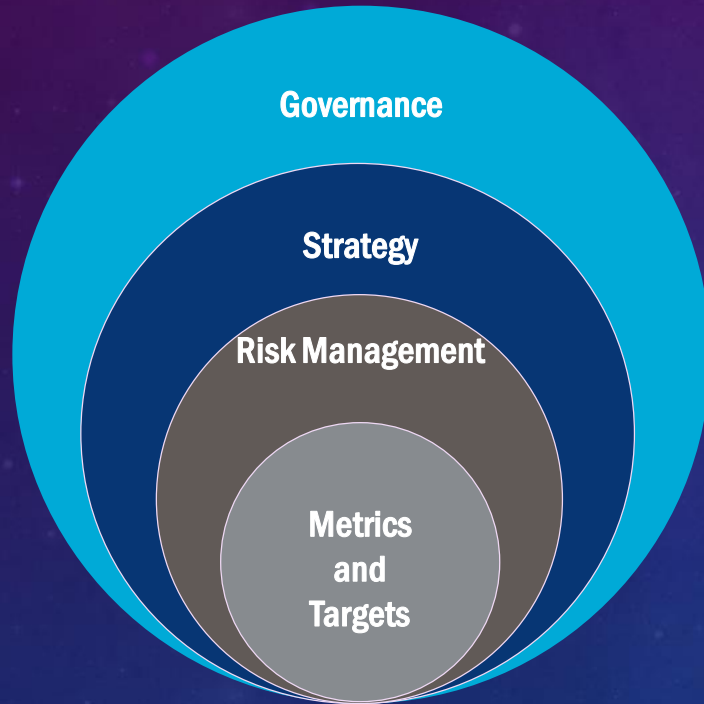 Governance
Strategy
Risk Management
Metrics
and
Targets